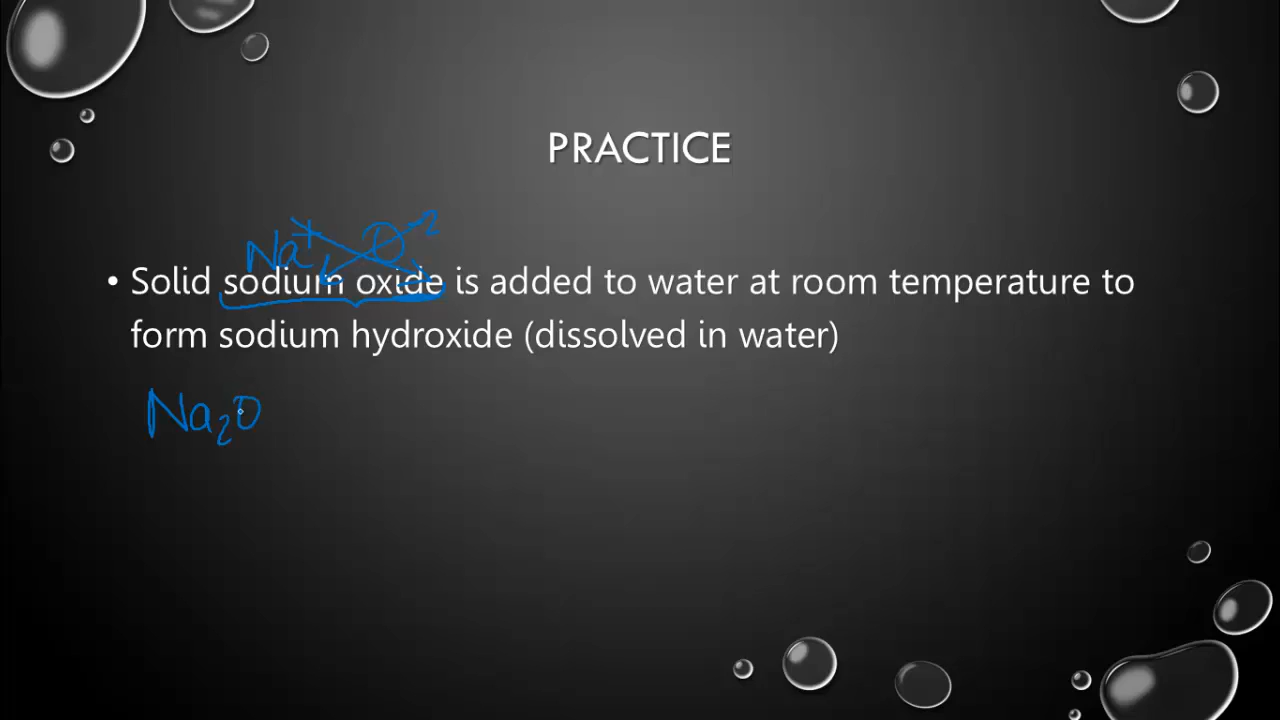 PRACTICE
Na+ O-2
• Solid sodium oxide is added to water at room temperature to
form sodium hydroxide (dissolved in water)
Na₂O